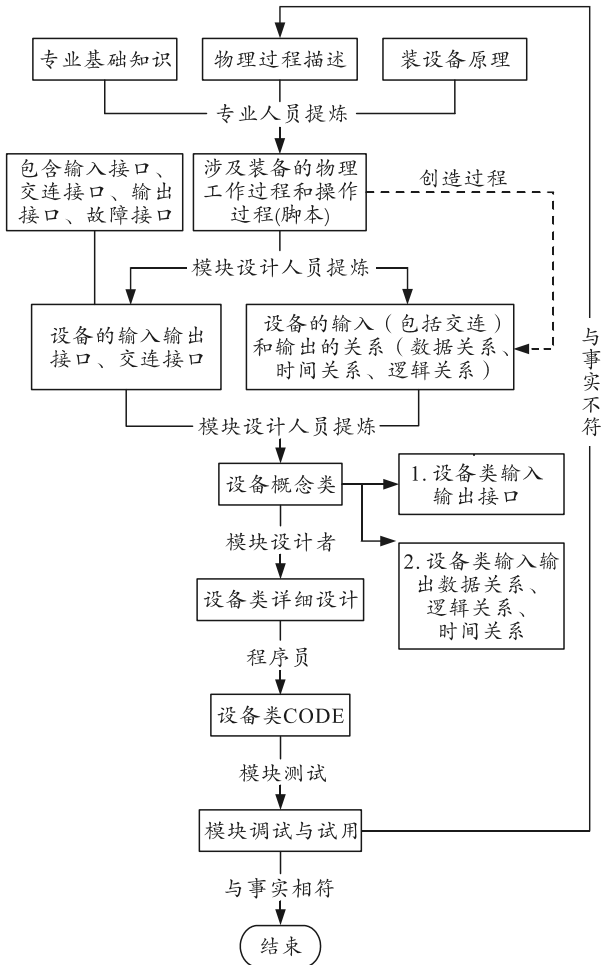 专业基础知识
物理过程描述
装设备原理
专业人员提炼
包含输入接口、
交连接口、输出
接口、故障接口
涉及装备的物理
工作过程和操作
过程(脚本)
创造过程
模块设计人员提炼
设备的输入输出
接口、交连接口
设备的输入（包括交连）
和输出的关系（数据关系、
时间关系、逻辑关系）
与事实不符
模块设计人员提炼
设备概念类
1. 设备类输入
输出接口
模块设计者
2. 设备类输入输
出数据关系、
逻辑关系、
时间关系
设备类详细设计
程序员
设备类CODE
模块测试
模块调试与试用
与事实相符
结束